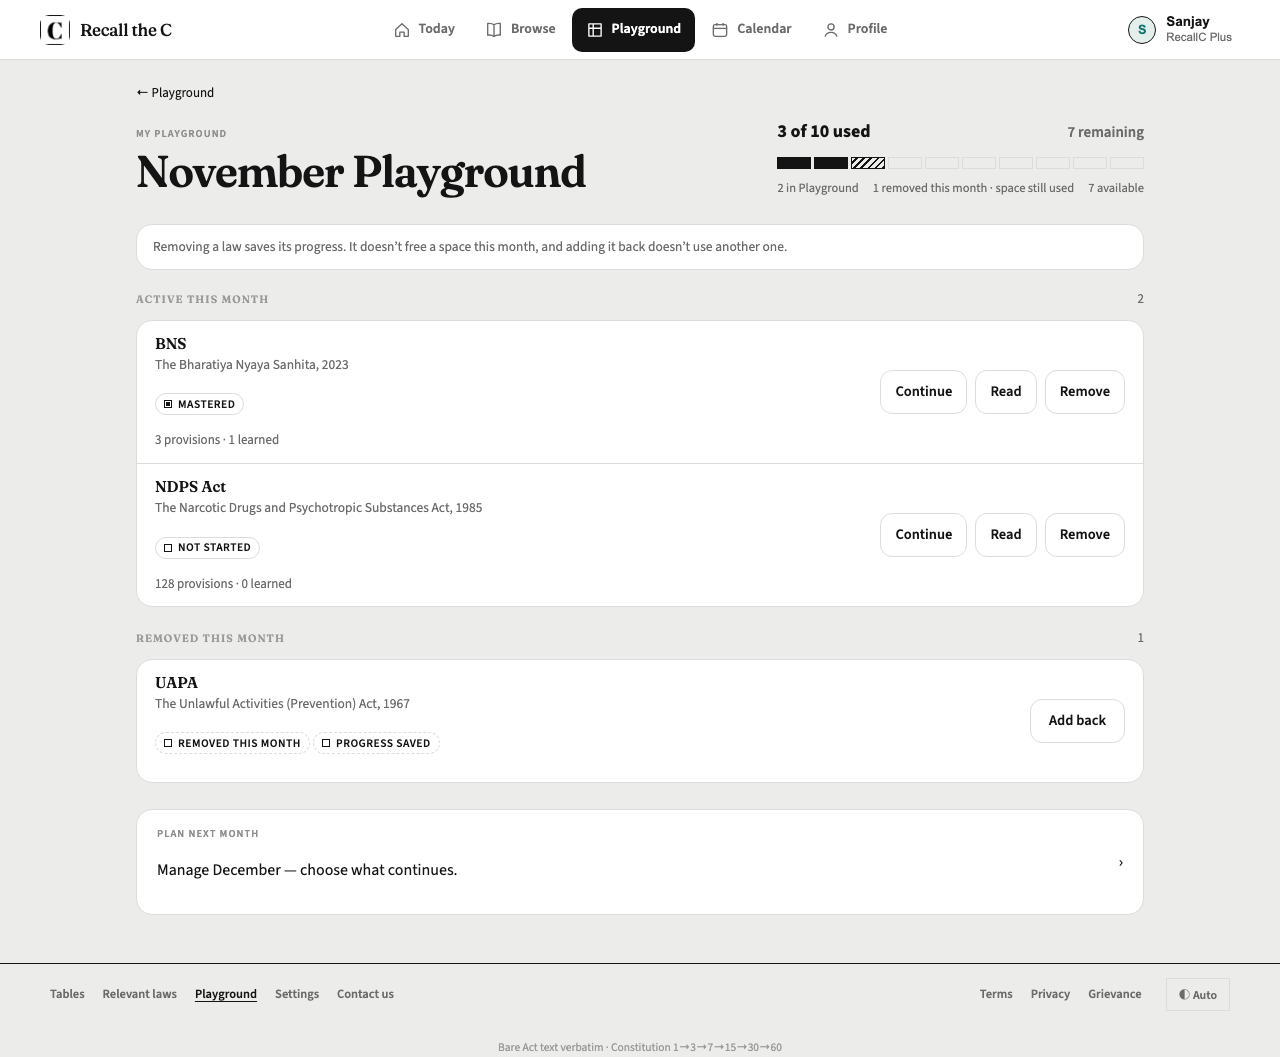 C Recall the C
Today
Browse
Playground
Calendar
Profile
S
Sanjay
RecallC Plus
← Playground
MY PLAYGROUND
November Playground
3 of 10 used
7 remaining
2 in Playground
1 removed this month · space still used
7 available
Removing a law saves its progress. It doesn’t free a space this month, and adding it back doesn’t use another one.
ACTIVE THIS MONTH
2
BNS
The Bharatiya Nyaya Sanhita, 2023
MASTERED
3 provisions · 1 learned
Continue
Read
Remove
NDPS Act
The Narcotic Drugs and Psychotropic Substances Act, 1985
NOT STARTED
128 provisions · 0 learned
Continue
Read
Remove
REMOVED THIS MONTH
1
UAPA
The Unlawful Activities (Prevention) Act, 1967
REMOVED THIS MONTH
PROGRESS SAVED
Add back
PLAN NEXT MONTH
Manage December — choose what continues.
›
Tables
Relevant laws
Playground
Settings
Contact us
Terms
Privacy
Grievance
Auto
Bare Act text verbatim · Constitution 1→3→7→15→30→60